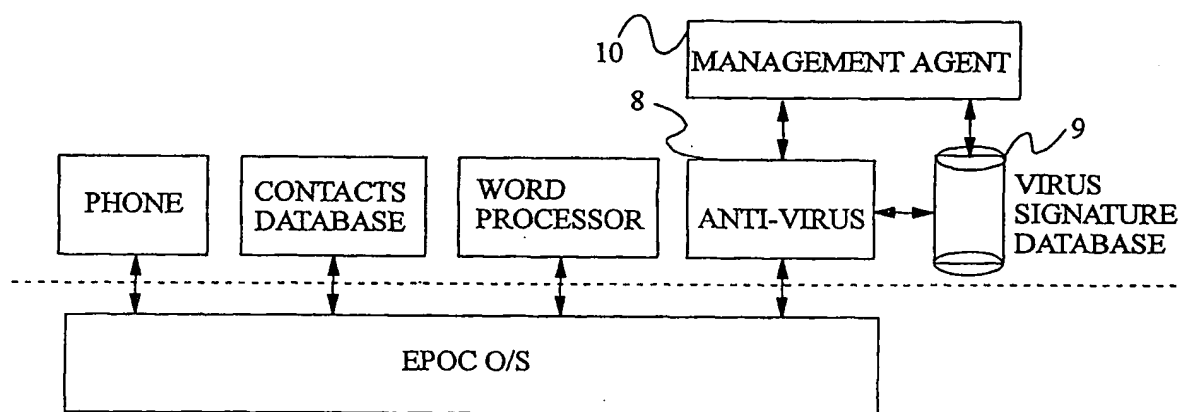 10
MANAGEMENT AGENT
8
9
PHONE
CONTACTS
DATABASE
WORD
PROCESSOR
ANTI-VIRUS
VIRUS
SIGNATURE
DATABASE
EPOC O/S